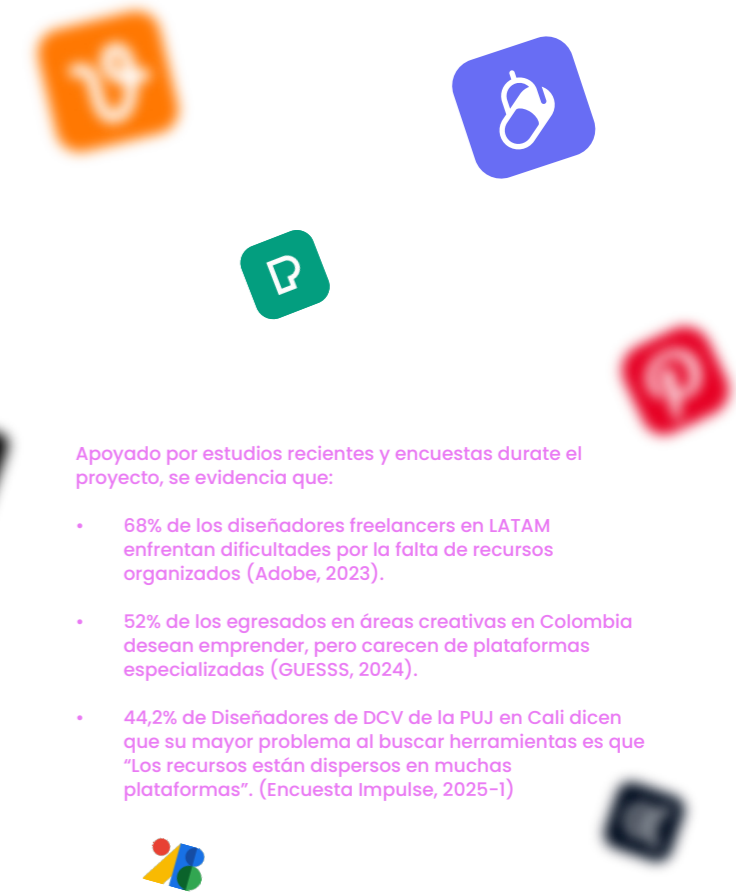 Apoyado por estudios recientes y encuestas durate el
proyecto, se evidencia que:
• 68% de los diseñadores freelancers en LATAM
enfrentan dificultades por la falta de recursos
organizados (Adobe, 2023).
• 52% de los egresados en áreas creativas en Colombia
desean emprender, pero carecen de plataformas
especializadas (GUESSS, 2024).
• 44,2% de Diseñadores de DCV de la PUJ en Cali dicen
que su mayor problema al buscar herramientas es que
“Los recursos están dispersos en muchas
plataformas”. (Encuesta Impulse, 2025-1)